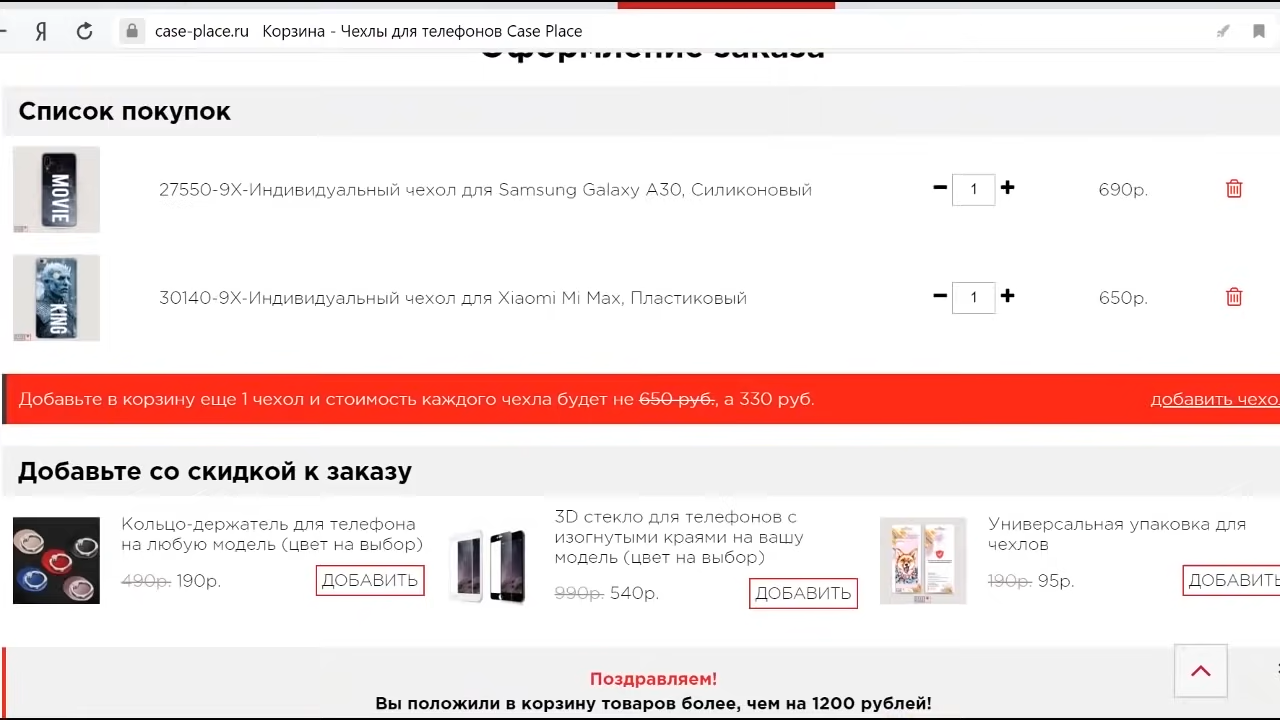 case-place.ru Корзина - Чехлы для телефонов Case Place
Оформление заказа
Список покупок
MOVIE
27550-9X-Индивидуальный чехол для Samsung Galaxy A30, Силиконовый
1
690р.
KING
30140-9X-Индивидуальный чехол для Xiaomi Mi Max, Пластиковый
1
650р.
Добавьте в корзину еще 1 чехол и стоимость каждого чехла будет не 650 руб., а 330 руб.
добавить чехо
Добавьте со скидкой к заказу
Кольцо-держатель для телефона
на любую модель (цвет на выбор)
490р. 190р.
ДОБАВИТЬ
3D стекло для телефонов с
изогнутыми краями на вашу
модель (цвет на выбор)
990р. 540р.
ДОБАВИТЬ
Универсальная упаковка для
чехлов
190р. 95р.
ДОБАВИТЬ
Поздравляем!
Вы положили в корзину товаров более, чем на 1200 рублей!